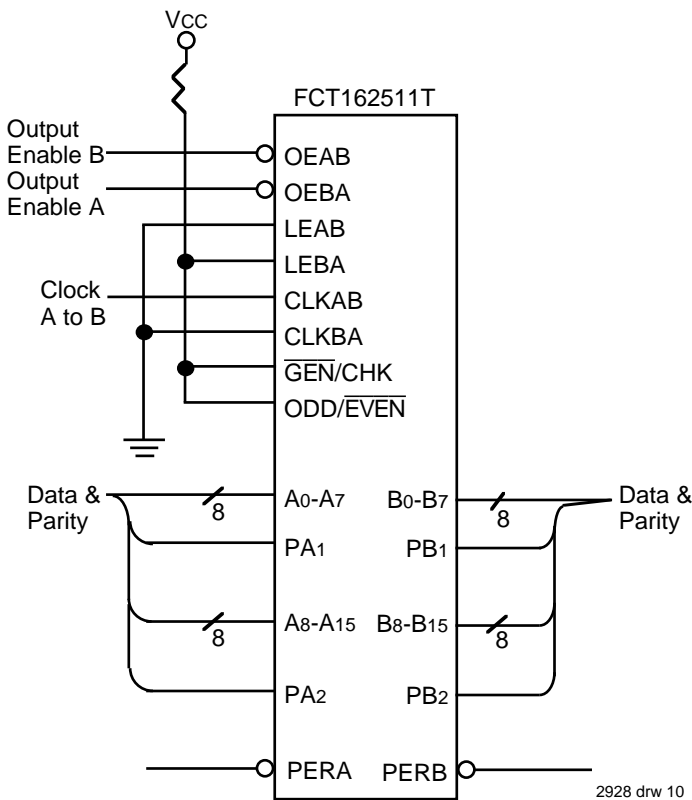 VCC
FCT162511T
Output
Enable B
OEAB
Output
Enable A
OEBA
LEAB
LEBA
Clock
A to B
CLKAB
CLKBA
GEN/CHK
ODD/EVEN
Data &
Parity
8
A0-A7
B0-B7
8
Data &
Parity
PA1
PB1
8
A8-A15
B8-B15
8
PA2
PB2
PERA
PERB
2928 drw 10